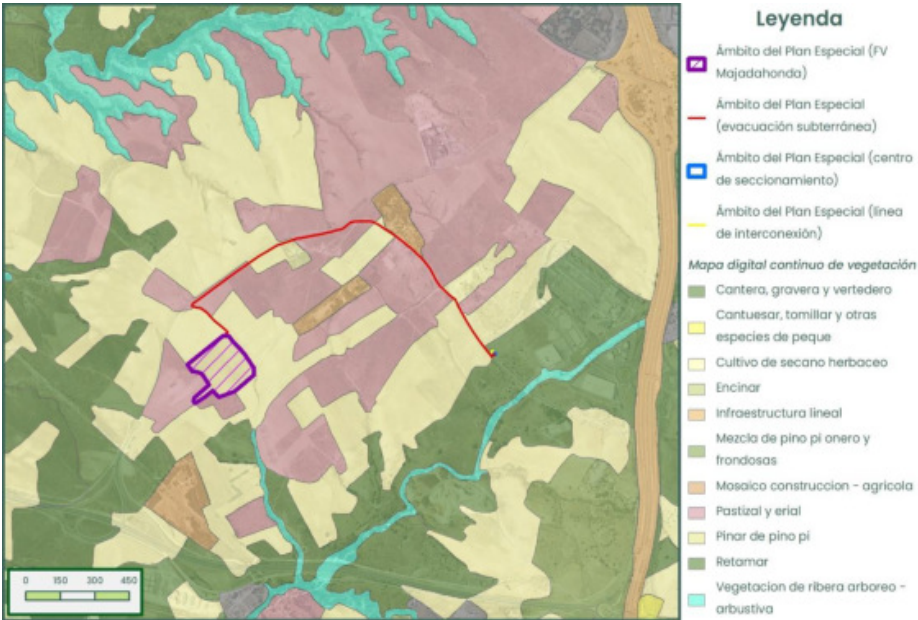 Leyenda
Ámbito del Plan Especial (FV
Majadahonda)
Ámbito del Plan Especial
(evacuación subterránea)
Ámbito del Plan Especial (centro
de seccionamiento)
Ámbito del Plan Especial (línea
de interconexión)
Mapa digital continuo de vegetación
Cantera, gravera y vertedero
Cantuesar, tomillar y otras
especies de peque
Cultivo de secano herbaceo
Encinar
Infraestructura lineal
Mezcla de pino pi onero y
frondosas
Mosaico construccion - agricola
Pastizal y erial
Pinar de pino pi
Retamar
Vegetacion de ribera arboreo -
arbustiva
0 150 300 450